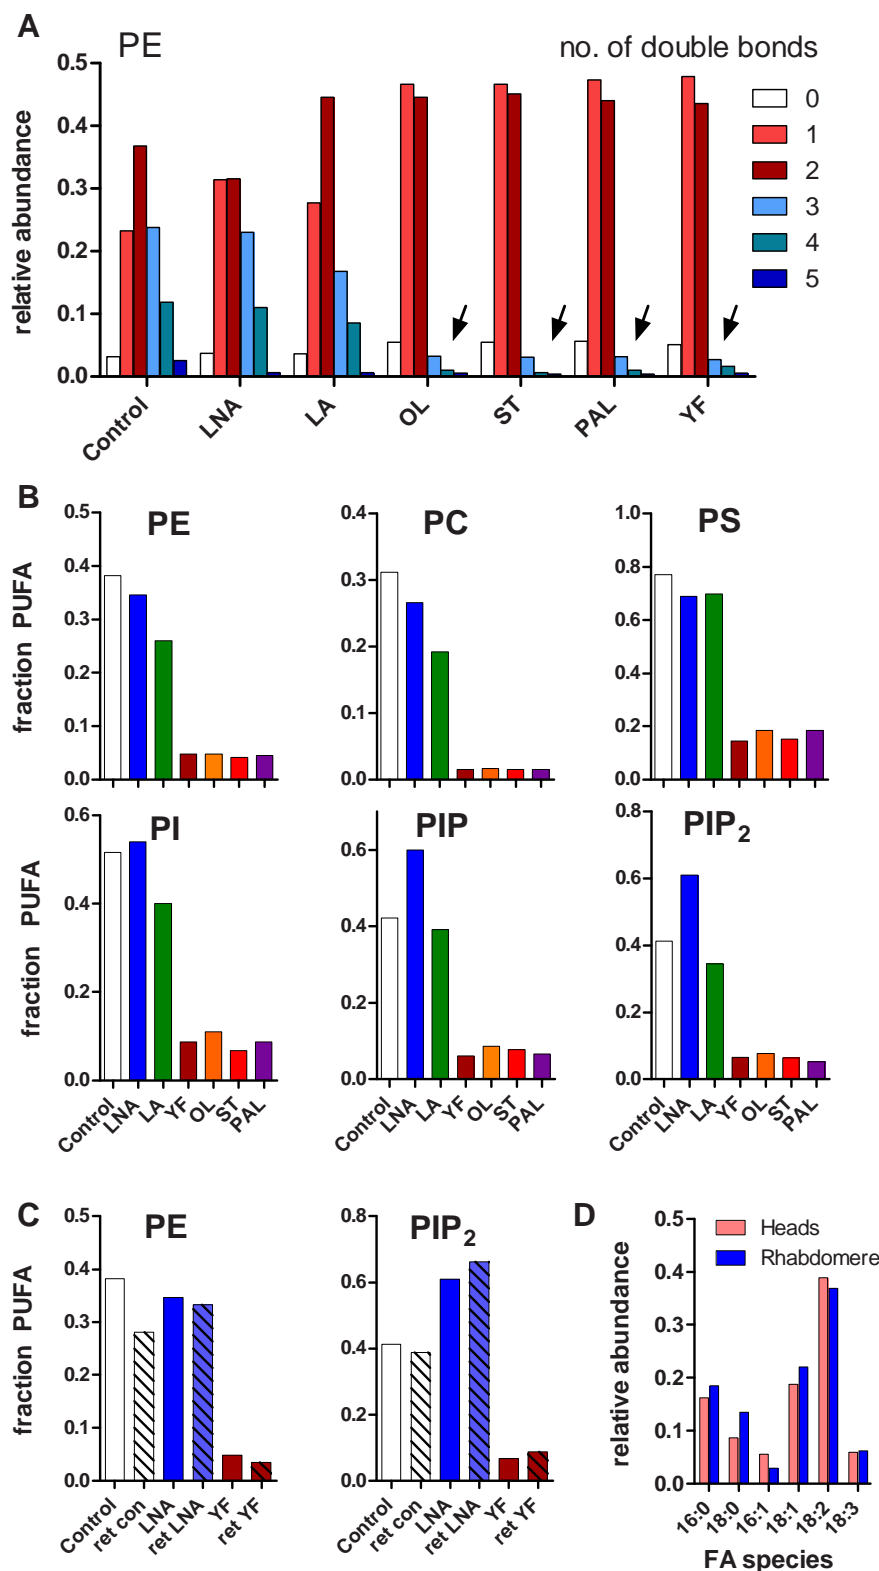 A
PE
no. of double bonds
relative abundance
0.5
0.4
0.3
0.2
0.1
0.0
0
1
2
3
4
5
Control
LNA
LA
OL
ST
PAL
YF
B
PE
fraction PUFA
0.5
0.4
0.3
0.2
0.1
0.0
PC
0.4
0.3
0.2
0.1
0.0
PS
1.0
0.8
0.6
0.4
0.2
0.0
PI
fraction PUFA
0.6
0.4
0.2
0.0
Control
LNA
LA
YF
OL
ST
PAL
PIP
0.6
0.4
0.2
0.0
Control
LNA
LA
YF
OL
ST
PAL
PIP2
0.8
0.6
0.4
0.2
0.0
Control
LNA
LA
YF
OL
ST
PAL
C
PE
fraction PUFA
0.5
0.4
0.3
0.2
0.1
0.0
Control
ret con
LNA
ret LNA
YF
ret YF
PIP2
0.8
0.6
0.4
0.2
0.0
Control
ret con
LNA
ret LNA
YF
ret YF
D
Heads
Rhabdomere
relative abundance
0.5
0.4
0.3
0.2
0.1
0.0
16:0
18:0
16:1
18:1
18:2
18:3
FA species